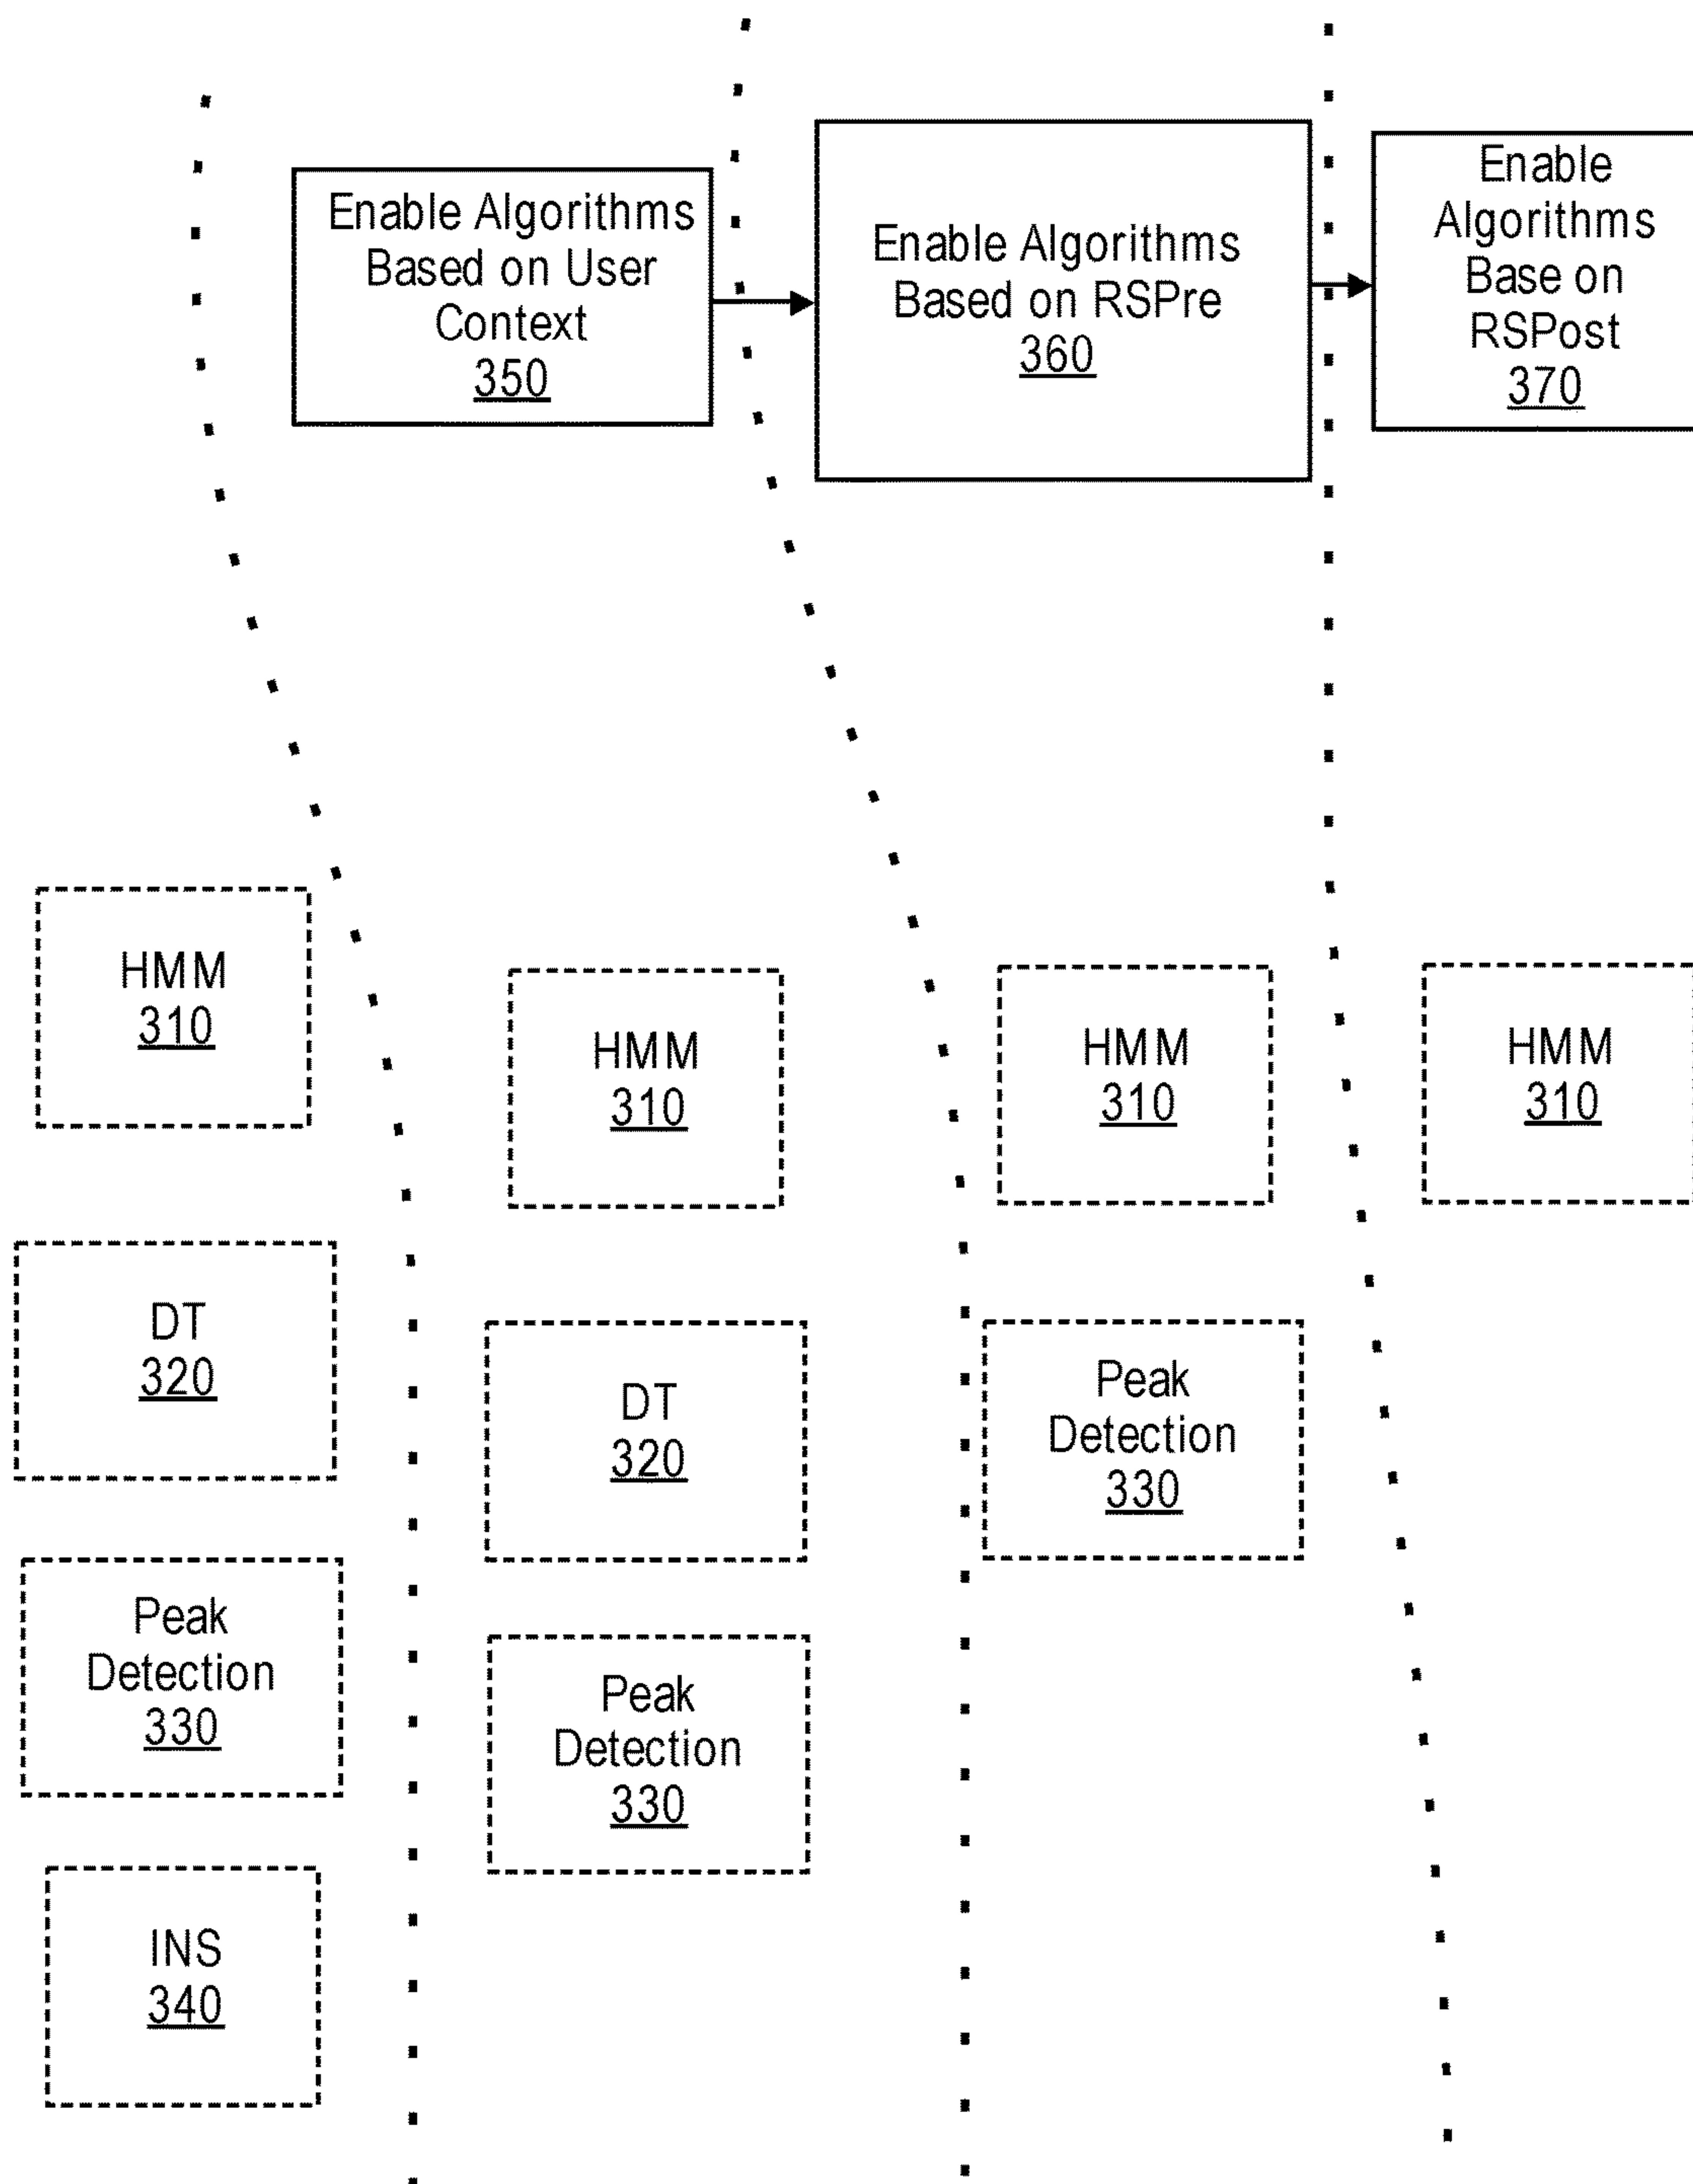 Enable Algorithms
Based on User
Context
350
Enable Algorithms
Based on RSPre
360
Enable
Algorithms
Base on
RSPost
370
HMM
310
DT
320
Peak
Detection
330
INS
340
HMM
310
DT
320
Peak
Detection
330
HMM
310
Peak
Detection
330
HMM
310